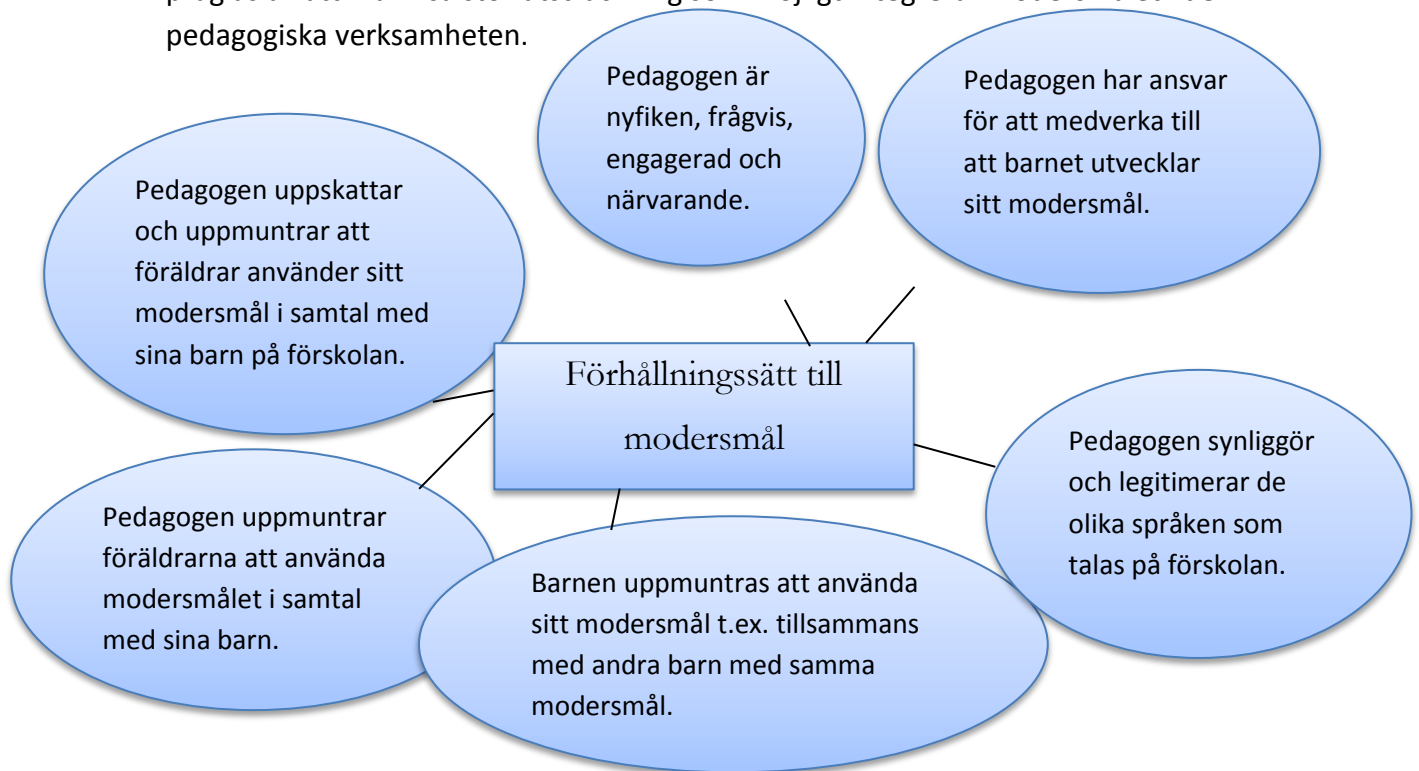 pedagogiska verksamheten.
Pedagogen är
nyfiken, frågvis,
engagerad och
närvarande.
Pedagogen har ansvar
för att medverka till
att barnet utvecklar
sitt modersmål.
Pedagogen uppskattar
och uppmuntrar att
föräldrar använder sitt
modersmål i samtal med
sina barn på förskolan.
Förhållningssätt till
modersmål
Pedagogen synliggör
och legitimerar de
olika språken som
talas på förskolan.
Pedagogen uppmuntrar
föräldrarna att använda
modersmålet i samtal
med sina barn.
Barnen uppmuntras att använda
sitt modersmål t.ex. tillsammans
med andra barn med samma
modersmål.